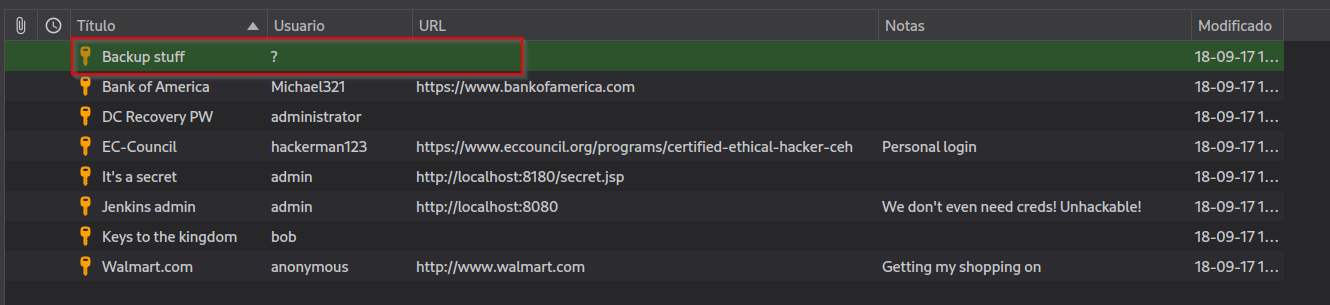 Título Usuario URL Notas Modificado
Backup stuff ? 18-09-17 1...
Bank of America Michael321 https://www.bankofamerica.com 18-09-17 1...
DC Recovery PW administrator 18-09-17 1...
EC-Council hackerman123 https://www.eccouncil.org/programs/certified-ethical-hacker-ceh Personal login 18-09-17 1...
It's a secret admin http://localhost:8180/secret.jsp 18-09-17 1...
Jenkins admin admin http://localhost:8080 We don't even need creds! Unhackable! 18-09-17 1...
Keys to the kingdom bob 18-09-17 1...
Walmart.com anonymous http://www.walmart.com Getting my shopping on 18-09-17 1...